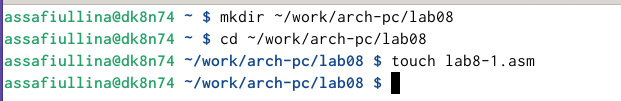 assafiullina@dk8n74 ~ $ mkdir ~/work/arch-pc/lab08
assafiullina@dk8n74 ~ $ cd ~/work/arch-pc/lab08
assafiullina@dk8n74 ~/work/arch-pc/lab08 $ touch lab8-1.asm
assafiullina@dk8n74 ~/work/arch-pc/lab08 $